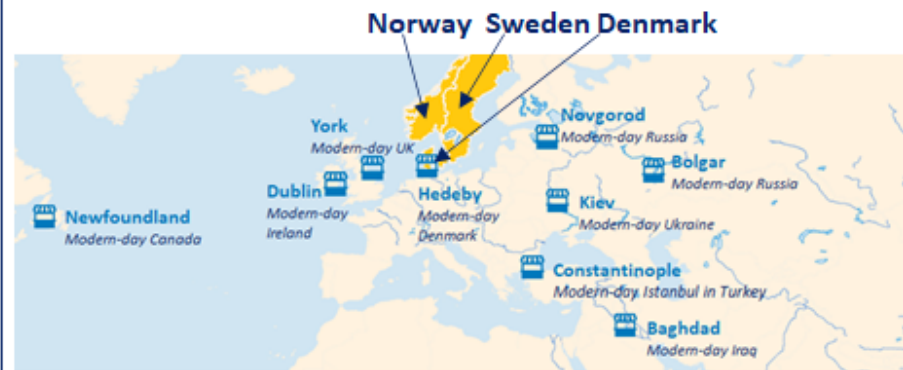 Norway Sweden Denmark
York
Modern-day UK
Novgorod
Modern-day Russia
Bolgar
Modern-day Russia
Dublin
Modern-day
Ireland
Hedeby
Modern-day
Denmark
Kiev
Modern-day Ukraine
Newfoundland
Modern-day Canada
Constantinople
Modern-day Istanbul in Turkey
Baghdad
Modern-day Iraq